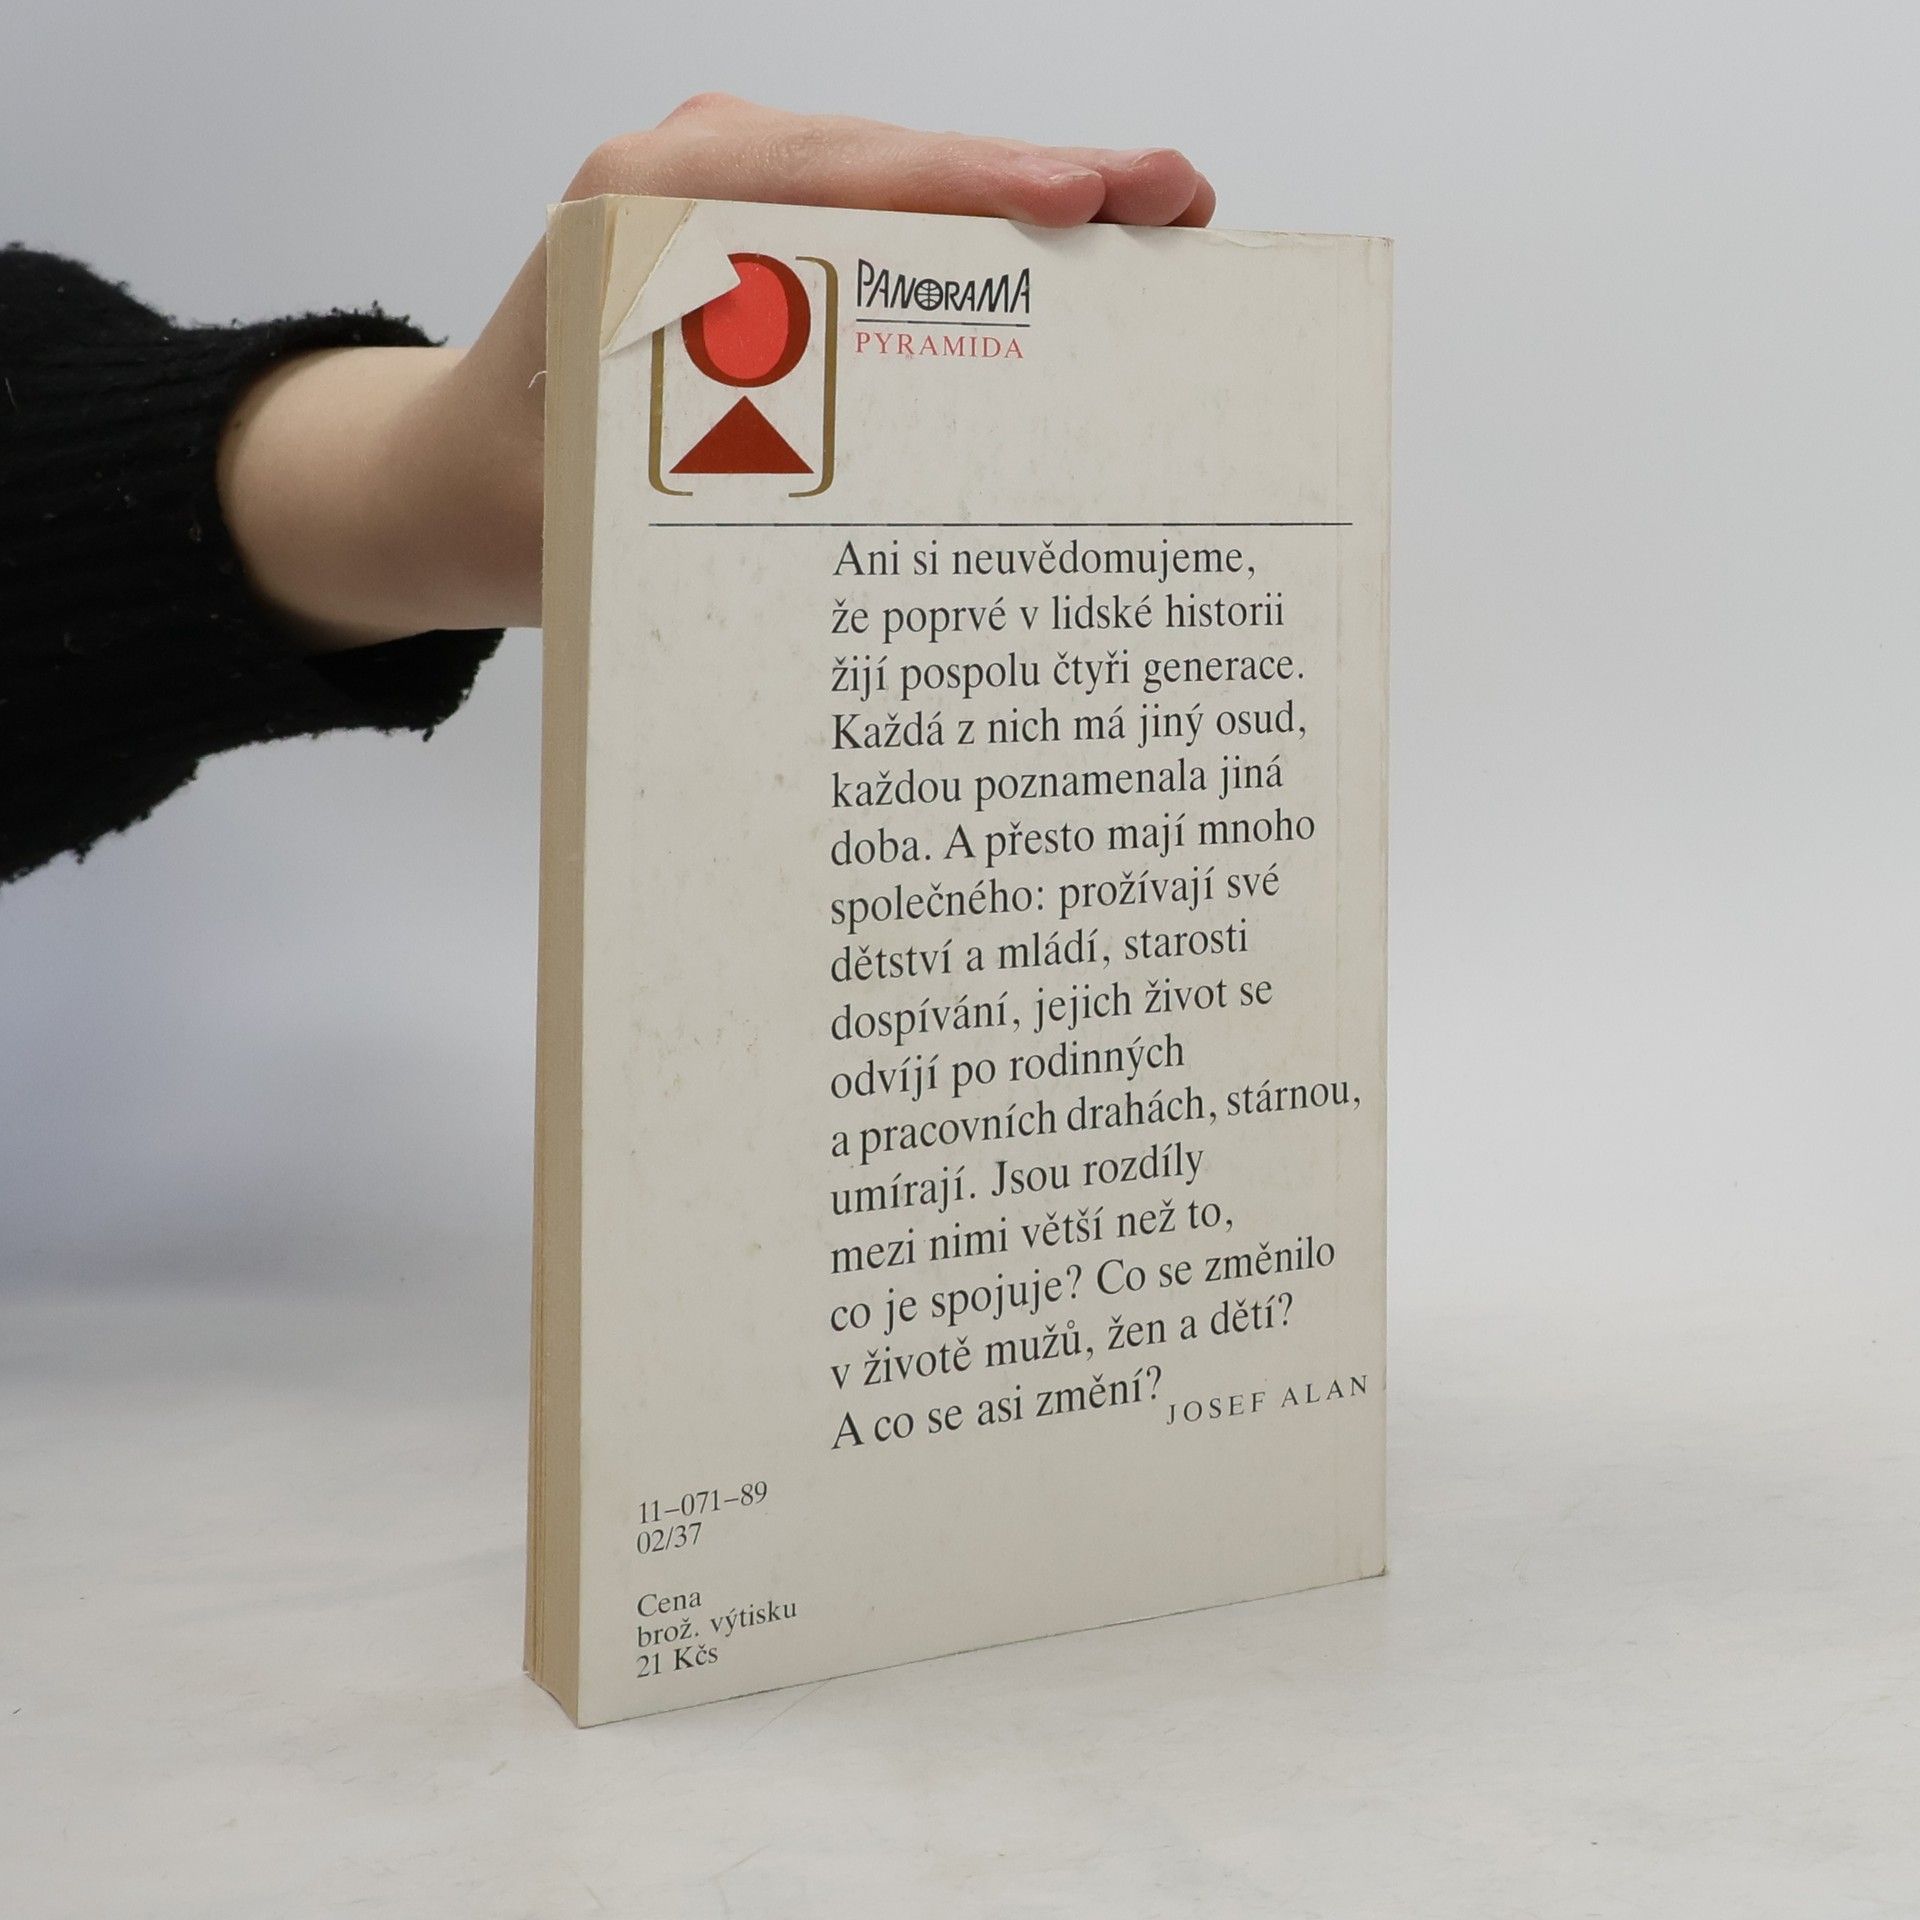 PANORAMA
PYRAMIDA
Ani si neuvědomujeme,
že poprvé v lidské historii
žijí pospolu čtyři generace.
Každá z nich má jiný osud,
každou poznamenala jiná
doba. A přesto mají mnoho
společného: prožívají své
dětství a mládí, starosti
dospívání, jejich život se
odvíjí po rodinných
a pracovních drahách, stárnou,
umírají. Jsou rozdíly
mezi nimi větší než to,
co je spojuje? Co se změnilo
v životě mužů, žen a dětí?
A co se asi změní?
JOSEF ALAN
11–071–89
02/37
Cena
brož. výtisku
21 Kčs